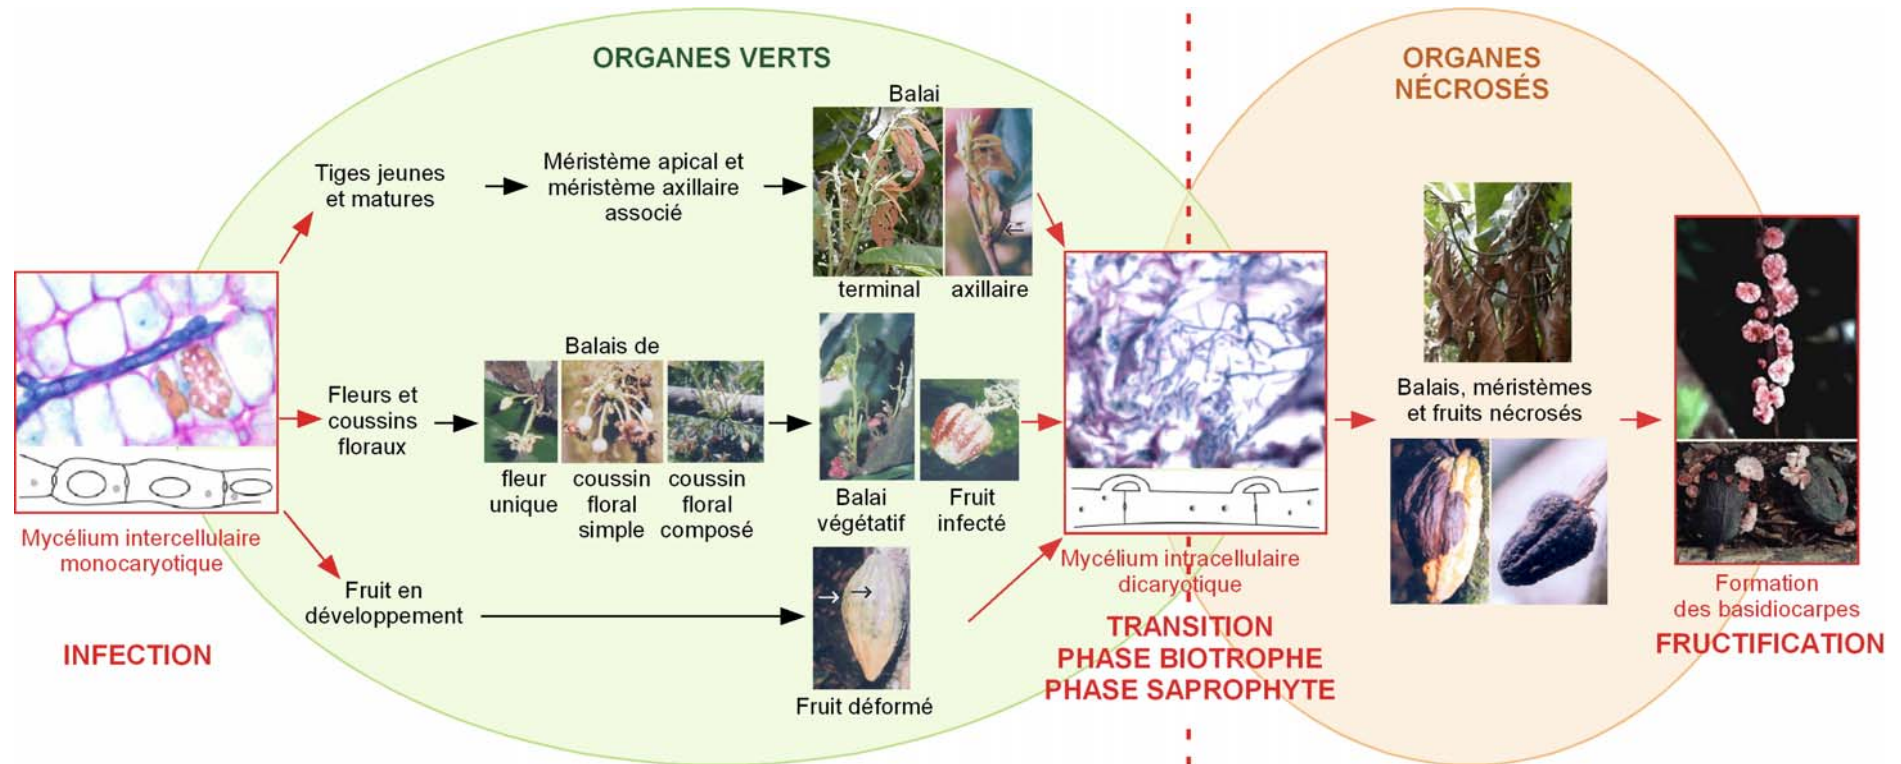 ORGANES VERTS
ORGANES
NÉCROSÉS
Balai
Tiges jeunes
et matures
Méristème apical et
méristème axillaire
associé
terminal
axillaire
Balais de
Fleurs et
coussins
floraux
fleur
unique
coussin
floral
simple
coussin
floral
composé
Balai
végétatif
Fruit
infecté
Balais, méristèmes
et fruits nécrosés
Mycélium intercellulaire
monocaryotique
Mycélium intracellulaire
dicaryotique
Fruit en
développement
Fruit déformé
INFECTION
TRANSITION
PHASE BIOTROPHE
PHASE SAPROPHYTE
Formation
des basidiocarpes
FRUCTIFICATION